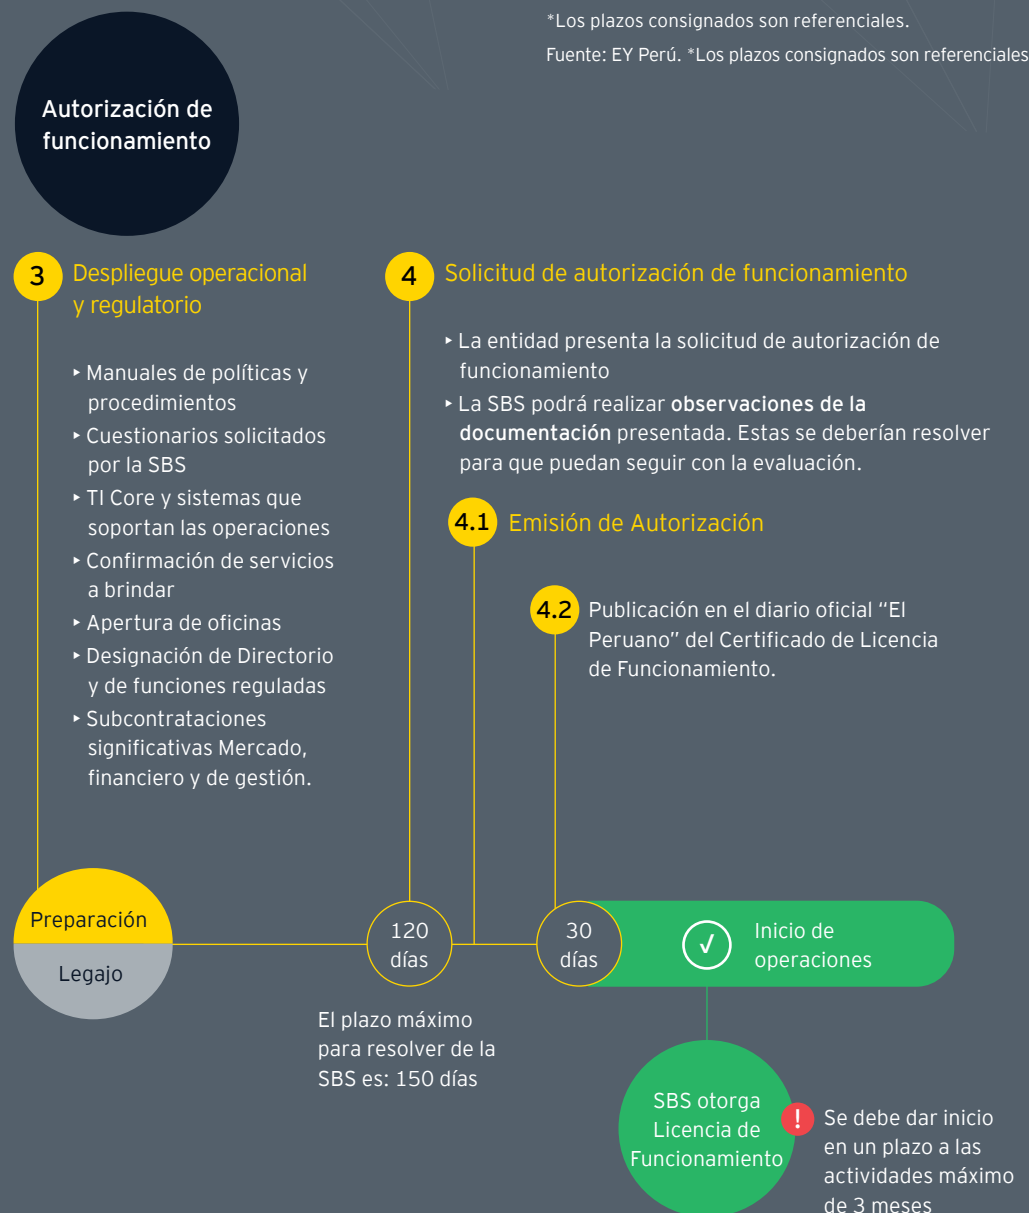 *Los plazos consignados son referenciales.
Fuente: EY Perú. *Los plazos consignados son referenciales
Autorización de
funcionamiento
3
Despliegue operacional
y regulatorio
‣ Manuales de políticas y
procedimientos
‣ Cuestionarios solicitados
por la SBS
‣ TI Core y sistemas que
soportan las operaciones
‣ Confirmación de servicios
a brindar
‣ Apertura de oficinas
‣ Designación de Directorio
y de funciones reguladas
‣ Subcontrataciones
significativas Mercado,
financiero y de gestión.
4
Solicitud de autorización de funcionamiento
‣ La entidad presenta la solicitud de autorización de
funcionamiento
‣ La SBS podrá realizar observaciones de la
documentación presentada. Estas se deberían resolver
para que puedan seguir con la evaluación.
4.1
Emisión de Autorización
4.2
Publicación en el diario oficial “El
Peruano” del Certificado de Licencia
de Funcionamiento.
Preparación
Legajo
120
días
El plazo máximo
para resolver de la
SBS es: 150 días
30
días
√
Inicio de
operaciones
SBS otorga
Licencia de
Funcionamiento
!
Se debe dar inicio
en un plazo a las
actividades máximo
de 3 meses